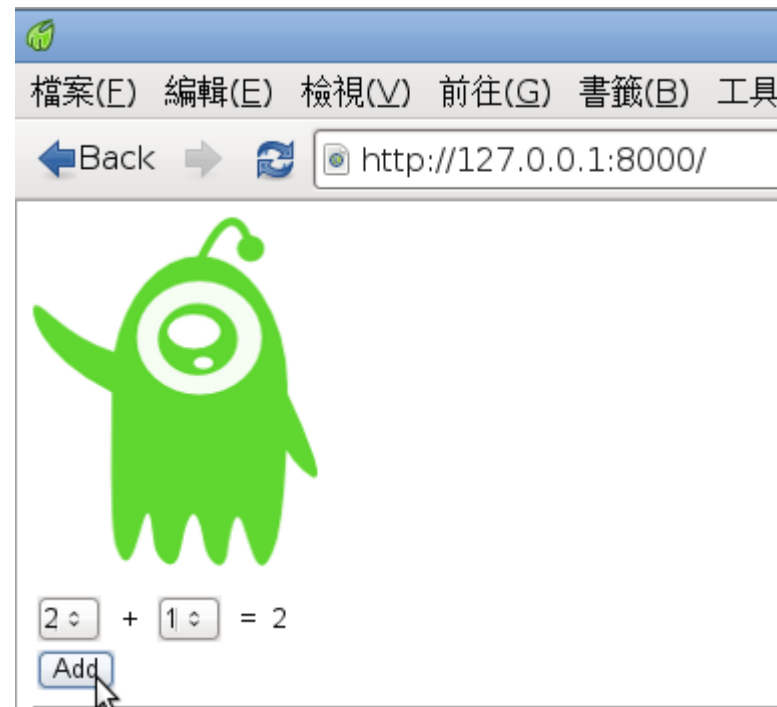 檔案(F) 編輯(E) 檢視(V) 前往(G) 書籤(B) 工具
Back http://127.0.0.1:8000/
2 + 1 = 2
Add